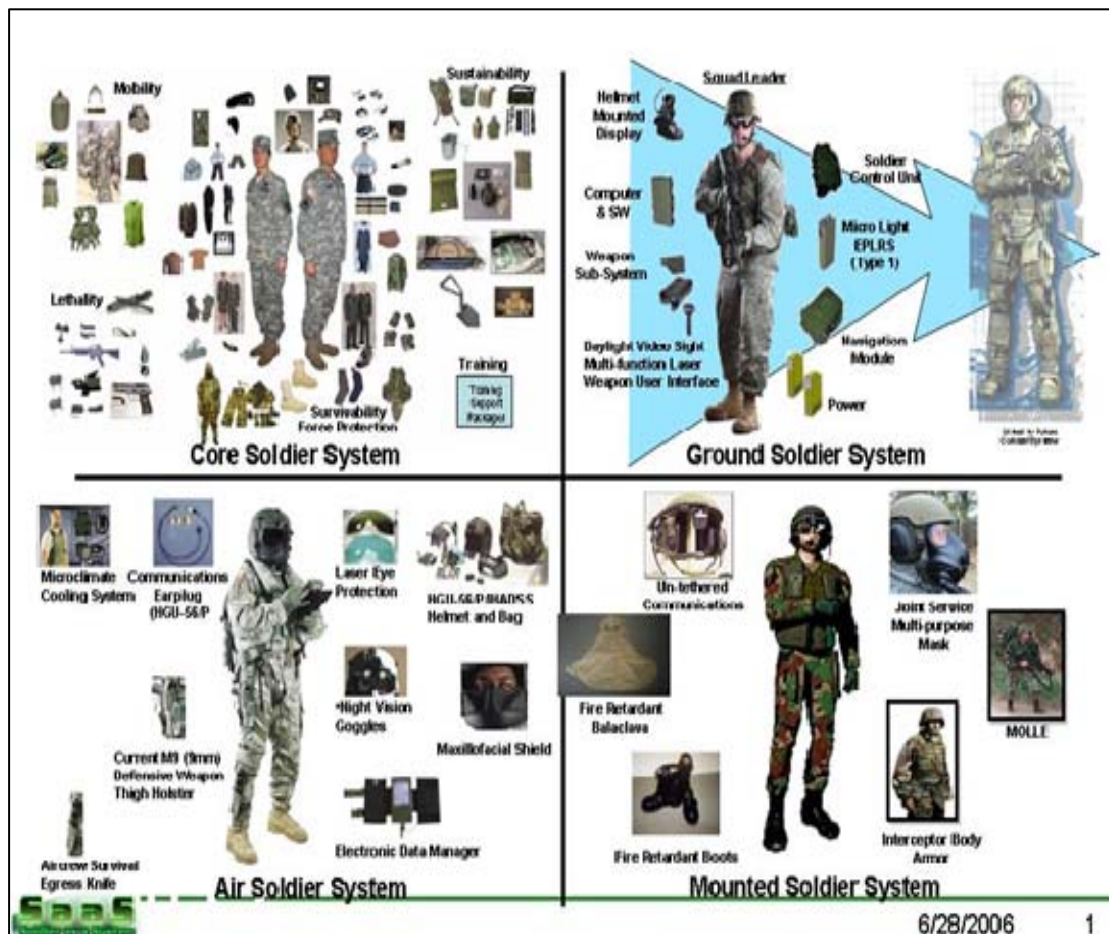 Mobility
Sustainability
Lethality
Training
Training
Support
Packages
Survivability
Force Protection
Core Soldier System
Squad Leader
Helmet
Mounted
Display
Computer
& SW
Weapon
Sub-System
Daylight Video Sight
Multi-function Laser
Weapon User Interface
Soldier
Control Unit
Micro Light
EPLRS
(Type 1)
Navigation
Module
Power
Ground Soldier System
Microclimate
Cooling System
Communications
Earplug
(HGU-56/P
Laser Eye
Protection
HGU-56/P
Helmet and Bag
Night Vision
Goggles
Maxillofacial Shield
Current M9 (9mm)
Defensive Weapon
Thigh Holster
Electronic Data Manager
Aircrew Survival
Egress Knife
Air Soldier System
Un-tethered
Communications
Joint Service
Multi-purpose
Mask
Fire Retardant
Balaclava
MOLLE
Fire Retardant Boots
Interceptor Body
Armor
Mounted Soldier System
SaaS
6/28/2006
1